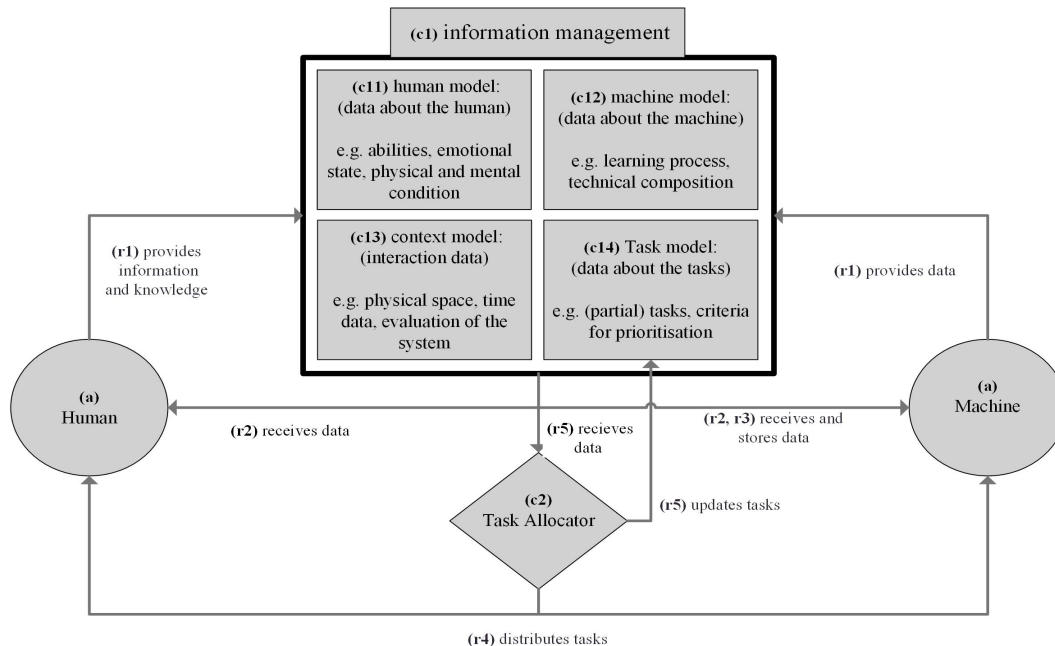 (c1) information management
(c11) human model:
(data about the human)
e.g. abilities, emotional
state, physical and mental
condition
(c12) machine model:
(data about the machine)
e.g. learning process,
technical composition
(c13) context model:
(interaction data)
e.g. physical space, time
data, evaluation of the
system
(c14) Task model:
(data about the tasks)
e.g. (partial) tasks, criteria
for prioritisation
(r1) provides
information
and knowledge
(r1) provides data
(a)
Human
(a)
Machine
(r2) receives data
(r5) recieves
data
(r2, r3) receives and
stores data
(c2)
Task Allocator
(r5) updates tasks
(r4) distributes tasks